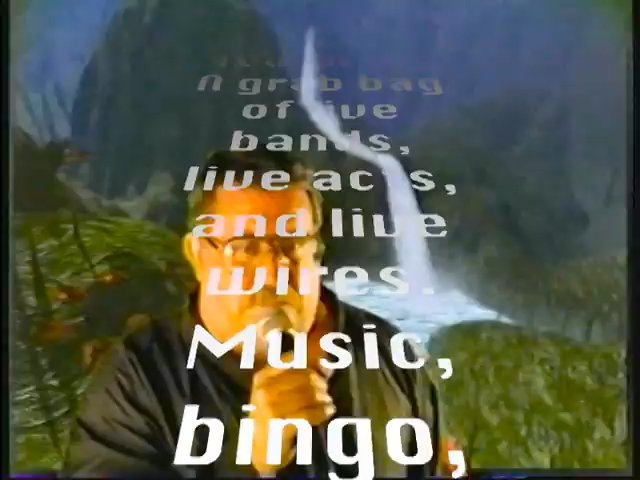 A grab bag
of live
bands,
live acts,
and live
wires.
Music,
bingo,